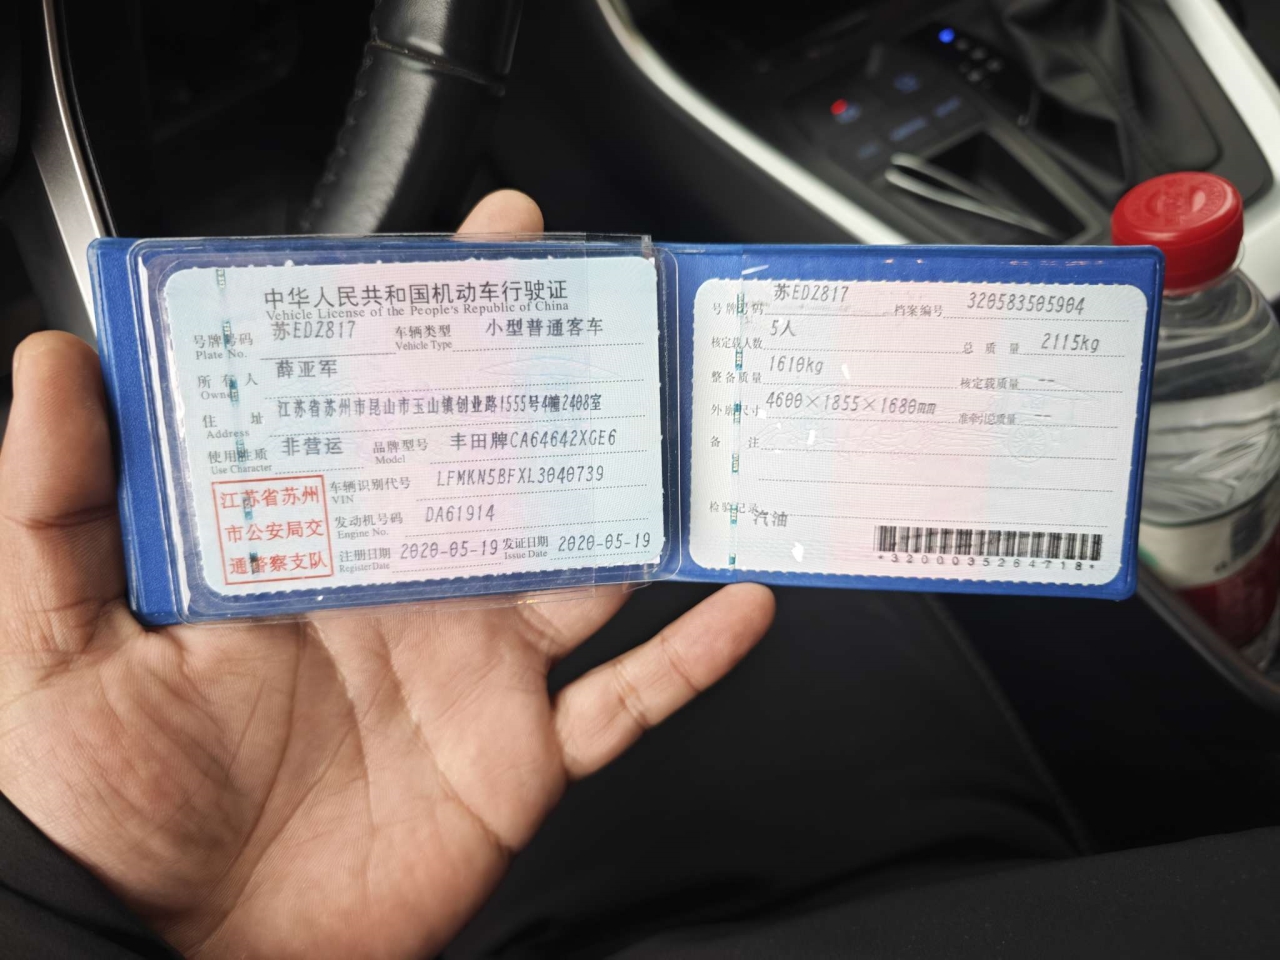 中华人民共和国机动车行驶证
Vehicle License of the People's Republic of China
号牌号码 苏EDZ817 车辆类型 小型普通客车
Plate No. Vehicle Type
所有人 薛亚军
Owner
住址 江苏省苏州市昆山市玉山镇创业路1555号4幢2408室
Address
使用性质 非营运 品牌型号 丰田牌CA64642XGE6
Use Character Model
江苏省苏州
市公安局交
通警察支队
车辆识别代号 LFMKN5BFXL3040739
VIN
发动机号码 DA61914
Engine No.
注册日期 2020-05-19 发证日期 2020-05-19
Register Date Issue Date
号牌号码 苏EDZ817 档案编号 320583505904
核定载人数 5人 总质量 2115kg
整备质量 1610kg 核定载质量 --
外廓尺寸 4600×1855×1680mm 准牵引总质量 --
备注
检验记录 汽油
*3200035264718*